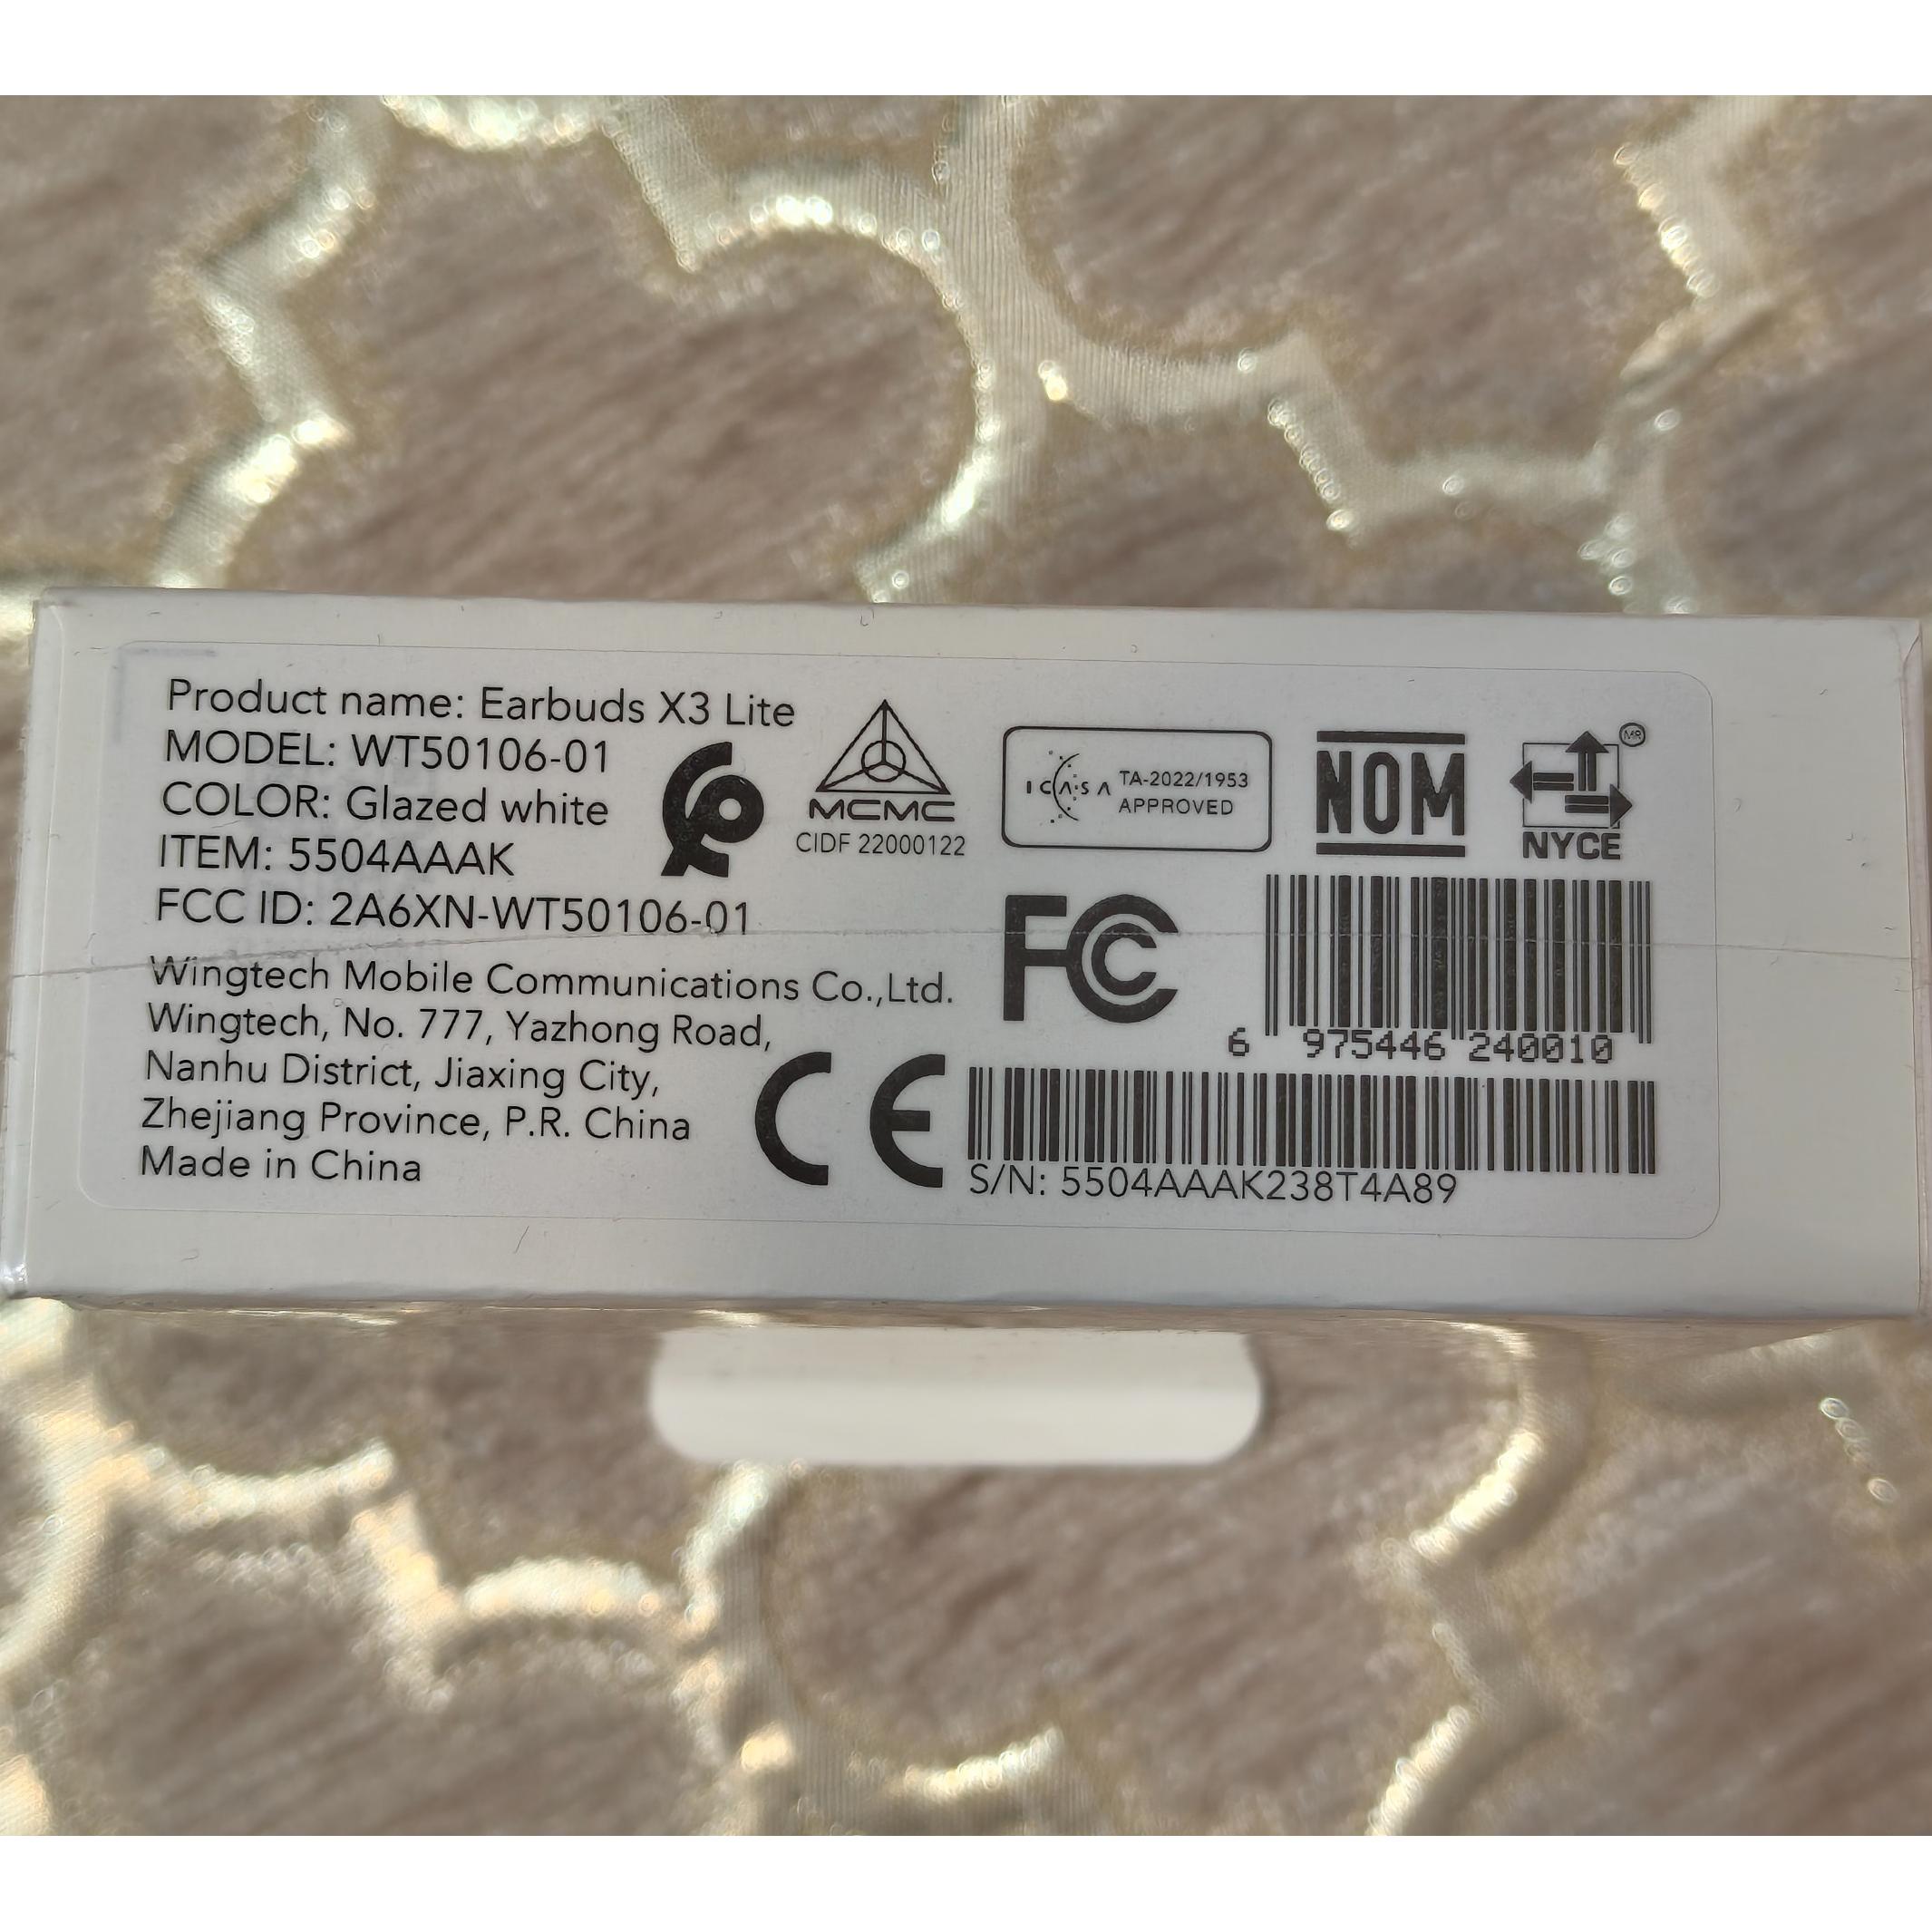 Product name: Earbuds X3 Lite
MODEL: WT50106-01
COLOR: Glazed white
ITEM: 5504AAAK
FCC ID: 2A6XN-WT50106-01
Wingtech Mobile Communications Co.,Ltd.
Wingtech, No. 777, Yazhong Road,
Nanhu District, Jiaxing City,
Zhejiang Province, P.R. China
Made in China
MCMC
CIDF 22000122
ICASA
TA-2022/1953
APPROVED
NOM
MR
NYCE
FC
CE
6 975446 240010
S/N: 5504AAAK238T4A89